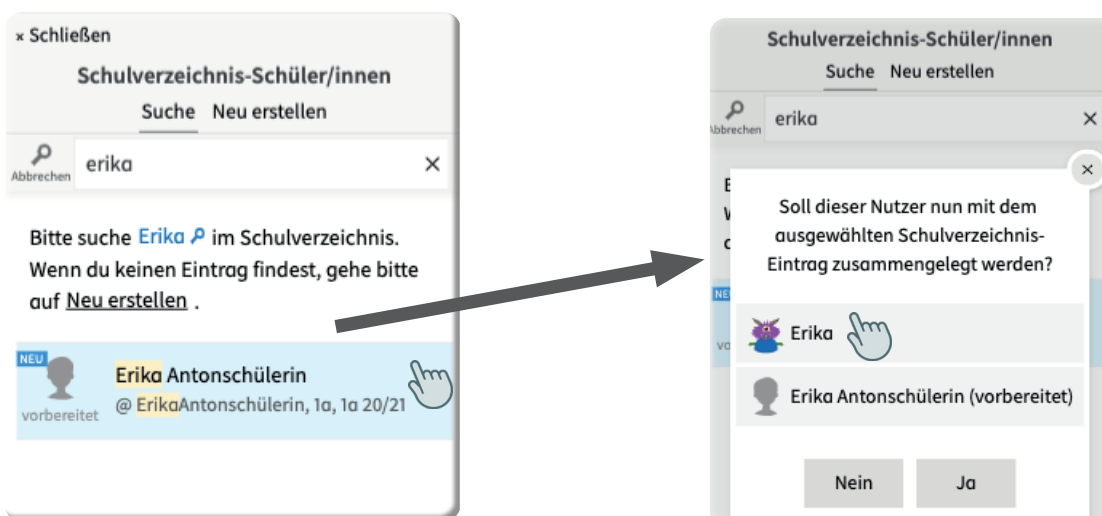 × Schließen
Schulverzeichnis-Schüler/innen
Suche Neu erstellen
Abbrechen
erika ×
Bitte suche Erika im Schulverzeichnis.
Wenn du keinen Eintrag findest, gehe bitte
auf Neu erstellen .
NEU
Erika Antonschülerin
@ ErikaAntonschülerin, 1a, 1a 20/21
vorbereitet
Schulverzeichnis-Schüler/innen
Suche Neu erstellen
Abbrechen
erika ×
×
Soll dieser Nutzer nun mit dem
ausgewählten Schulverzeichnis-
Eintrag zusammengelegt werden?
Erika
Erika Antonschülerin (vorbereitet)
Nein Ja